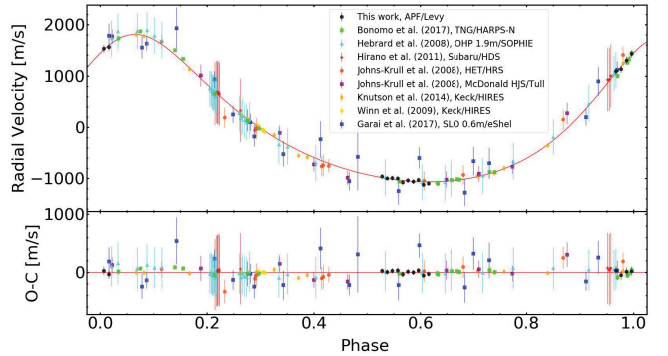 This work, APF/Levy
Bonomo et al. (2017), TNG/HARPS-N
Hebrard et al. (2008), OHP 1.9m/SOPHIE
Hirano et al. (2011), Subaru/HDS
Johns-Krull et al. (2008), HET/HRS
Johns-Krull et al. (2008), McDonald HJS/Tull
Knutson et al. (2014), Keck/HIRES
Winn et al. (2009), Keck/HIRES
Garai et al. (2017), SL0 0.6m/eShel
Radial Velocity [m/s]
2000
1000
0
−1000
O-C [m/s]
1000
0
0.0 0.2 0.4 0.6 0.8 1.0
Phase